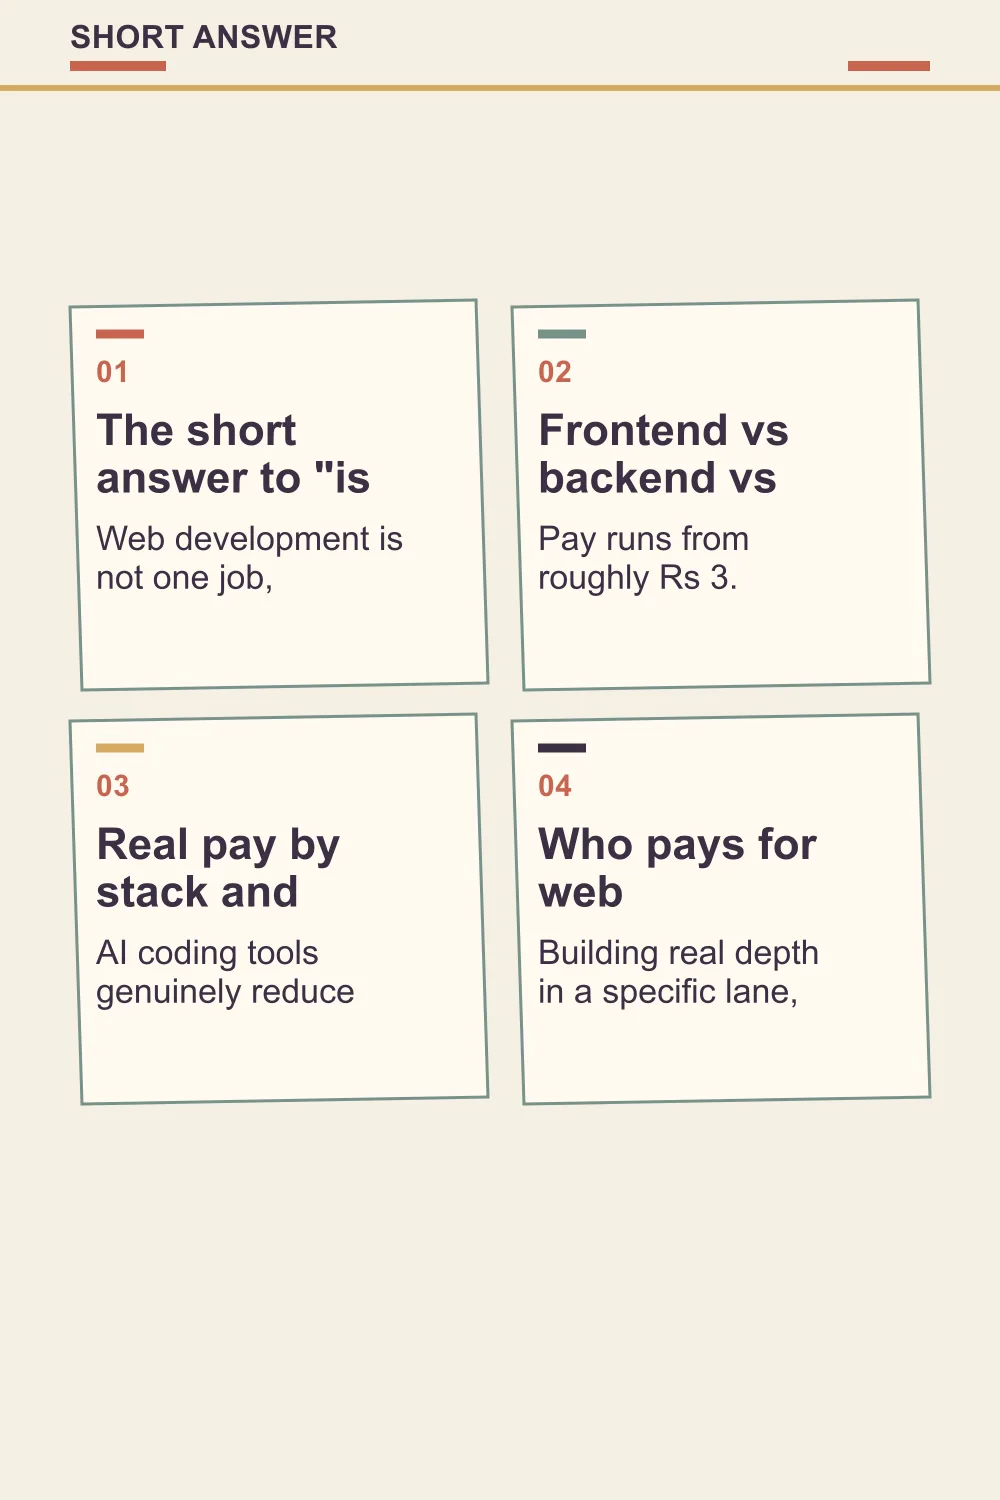 SHORT ANSWER
01
The short
answer to "is
Web development is
not one job,
02
Frontend vs
backend vs
Pay runs from
roughly Rs 3.
03
Real pay by
stack and
AI coding tools
genuinely reduce
04
Who pays for
web
Building real depth
in a specific lane,